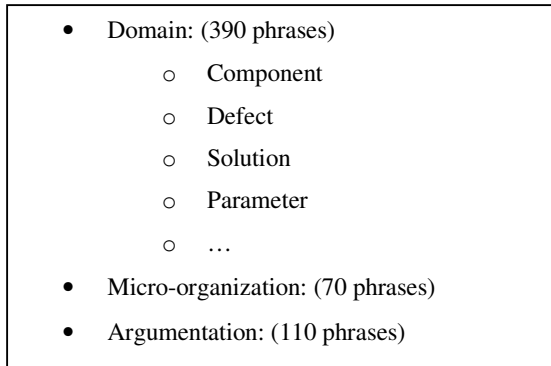 • Domain: (390 phrases)
o Component
o Defect
o Solution
o Parameter
o …
• Micro-organization: (70 phrases)
• Argumentation: (110 phrases)